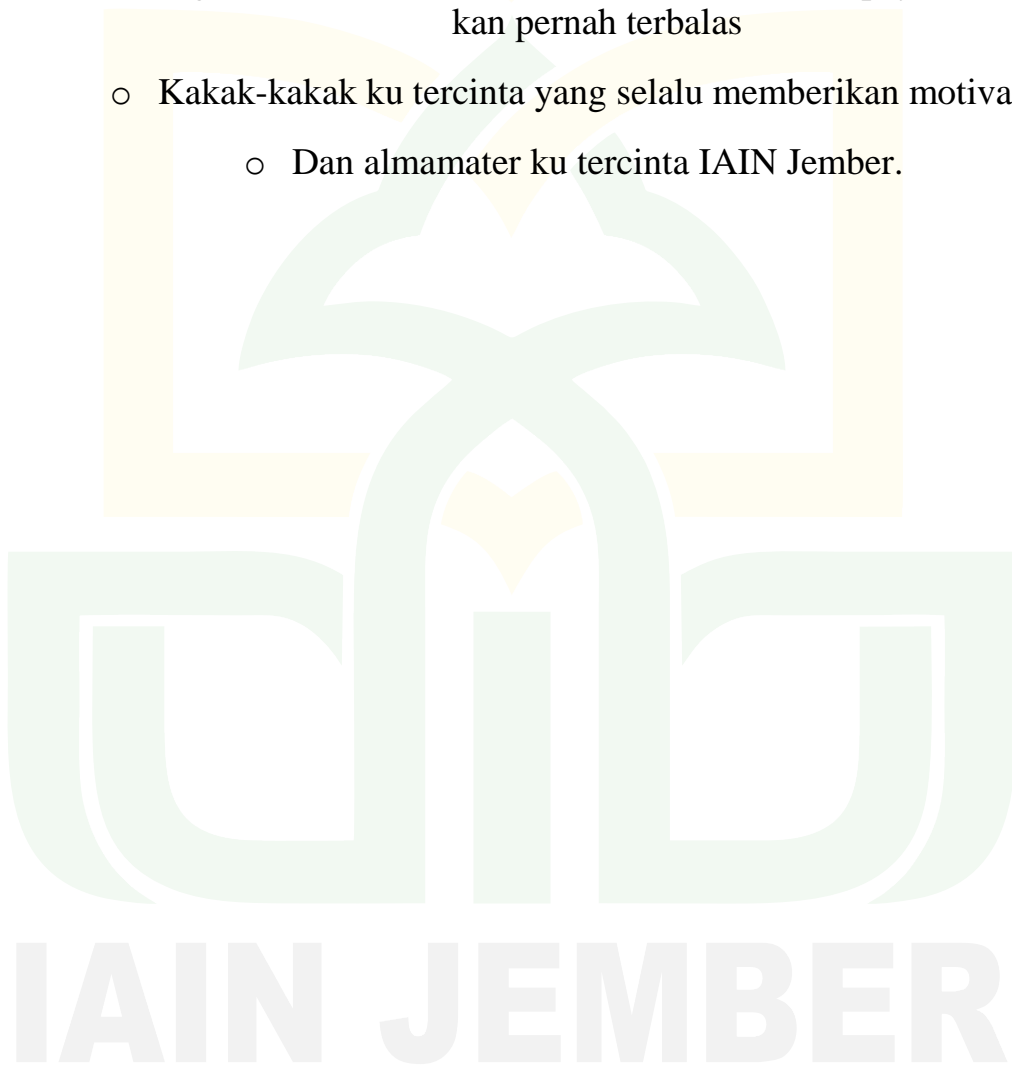 kan pernah terbalas
o Kakak-kakak ku tercinta yang selalu memberikan motiva
o Dan almamater ku tercinta IAIN Jember.
IAIN JEMBER